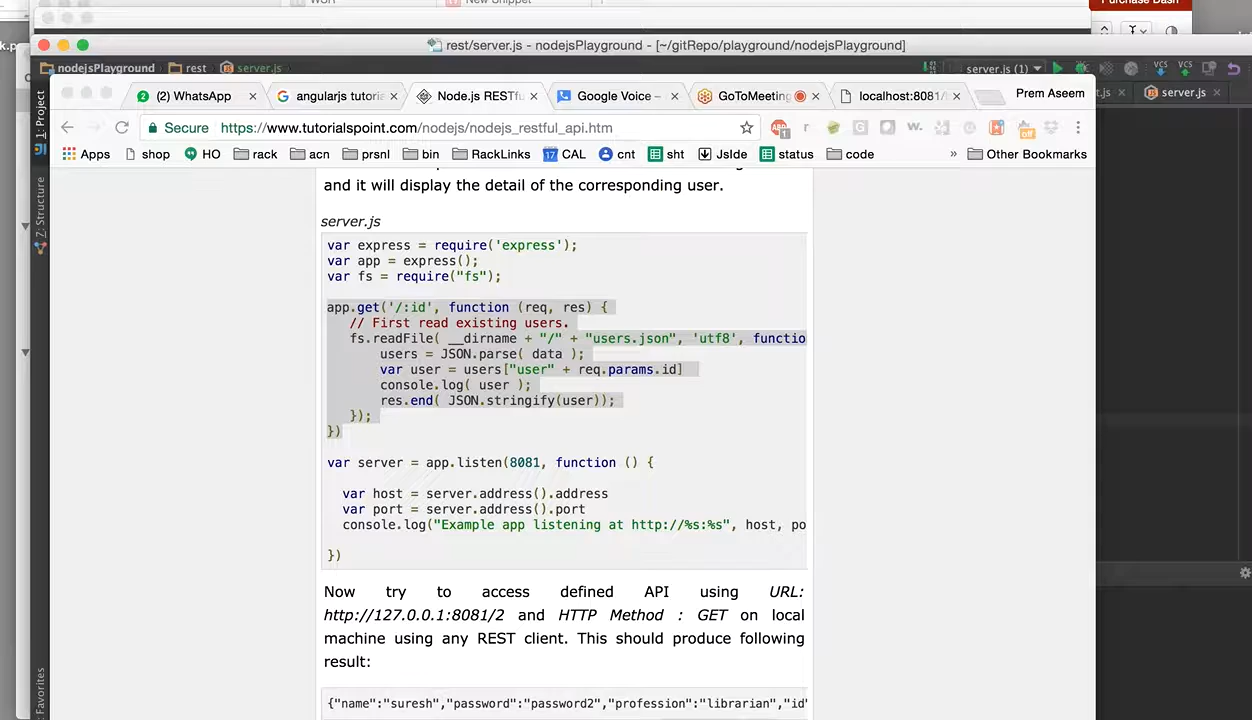 New Snippet
Purchase Dash
rest/server.js - nodejsPlayground - [~/gitRepo/playground/nodejsPlayground]
nodejsPlayground rest server.js
server.js (1)
(2) WhatsApp
angularjs tutoria
Node.js RESTfu
Google Voice –
GoToMeeting
localhost:8081/
Prem Aseem
server.js
Secure https://www.tutorialspoint.com/nodejs/nodejs_restful_api.htm
Apps shop HO rack acn prsnl bin RackLinks CAL cnt sht JsIde status code » Other Bookmarks
1: Project
Z: Structure
Favorites
and it will display the detail of the corresponding user.
server.js
var express = require('express');
var app = express();
var fs = require("fs");
app.get('/:id', function (req, res) {
// First read existing users.
fs.readFile( __dirname + "/" + "users.json", 'utf8', functio
users = JSON.parse( data );
var user = users["user" + req.params.id]
console.log( user );
res.end( JSON.stringify(user));
});
})
var server = app.listen(8081, function () {
var host = server.address().address
var port = server.address().port
console.log("Example app listening at http://%s:%s", host, po
})
Now try to access defined API using URL:
http://127.0.0.1:8081/2 and HTTP Method : GET on local
machine using any REST client. This should produce following
result:
{"name":"suresh","password":"password2","profession":"librarian","id"